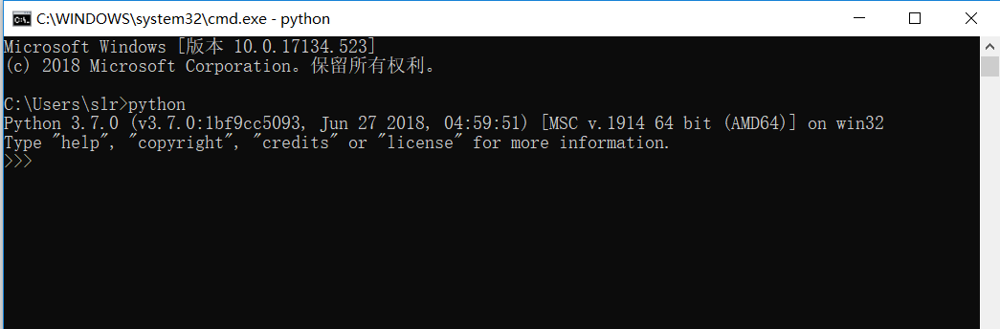 C:\WINDOWS\system32\cmd.exe - python
Microsoft Windows [版本 10.0.17134.523]
(c) 2018 Microsoft Corporation。保留所有权利。
C:\Users\slr>python
Python 3.7.0 (v3.7.0:1bf9cc5093, Jun 27 2018, 04:59:51) [MSC v.1914 64 bit (AMD64)] on win32
Type "help", "copyright", "credits" or "license" for more information.
>>>